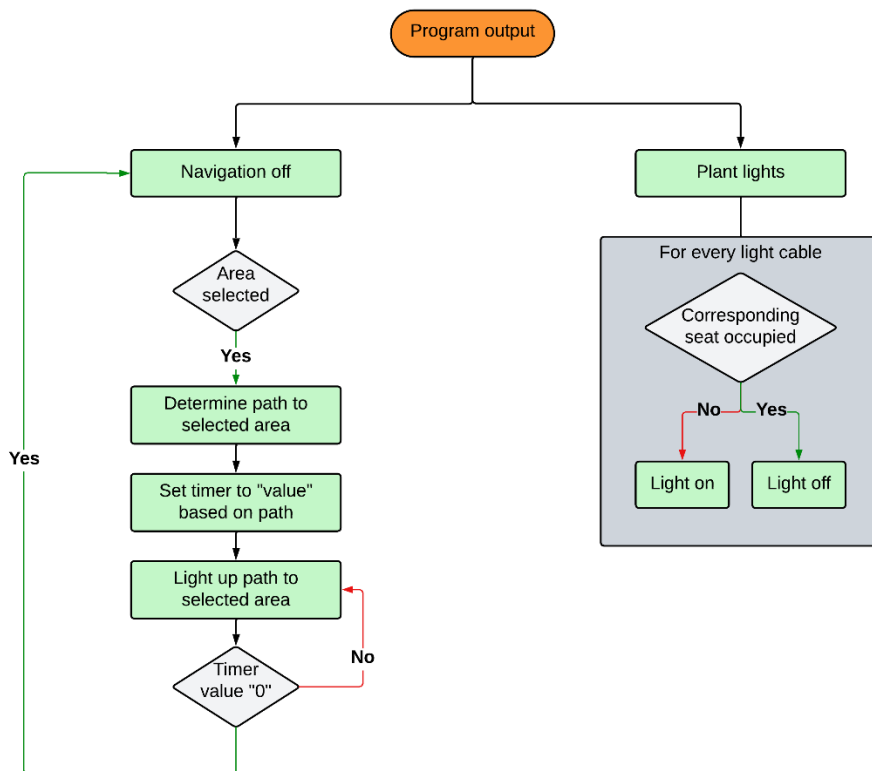 Program output
Navigation off
Plant lights
For every light cable
Area
selected
Corresponding
seat occupied
Yes
No
Yes
Determine path to
selected area
Yes
Light on
Light off
Set timer to "value"
based on path
Light up path to
selected area
No
Timer
value "0"